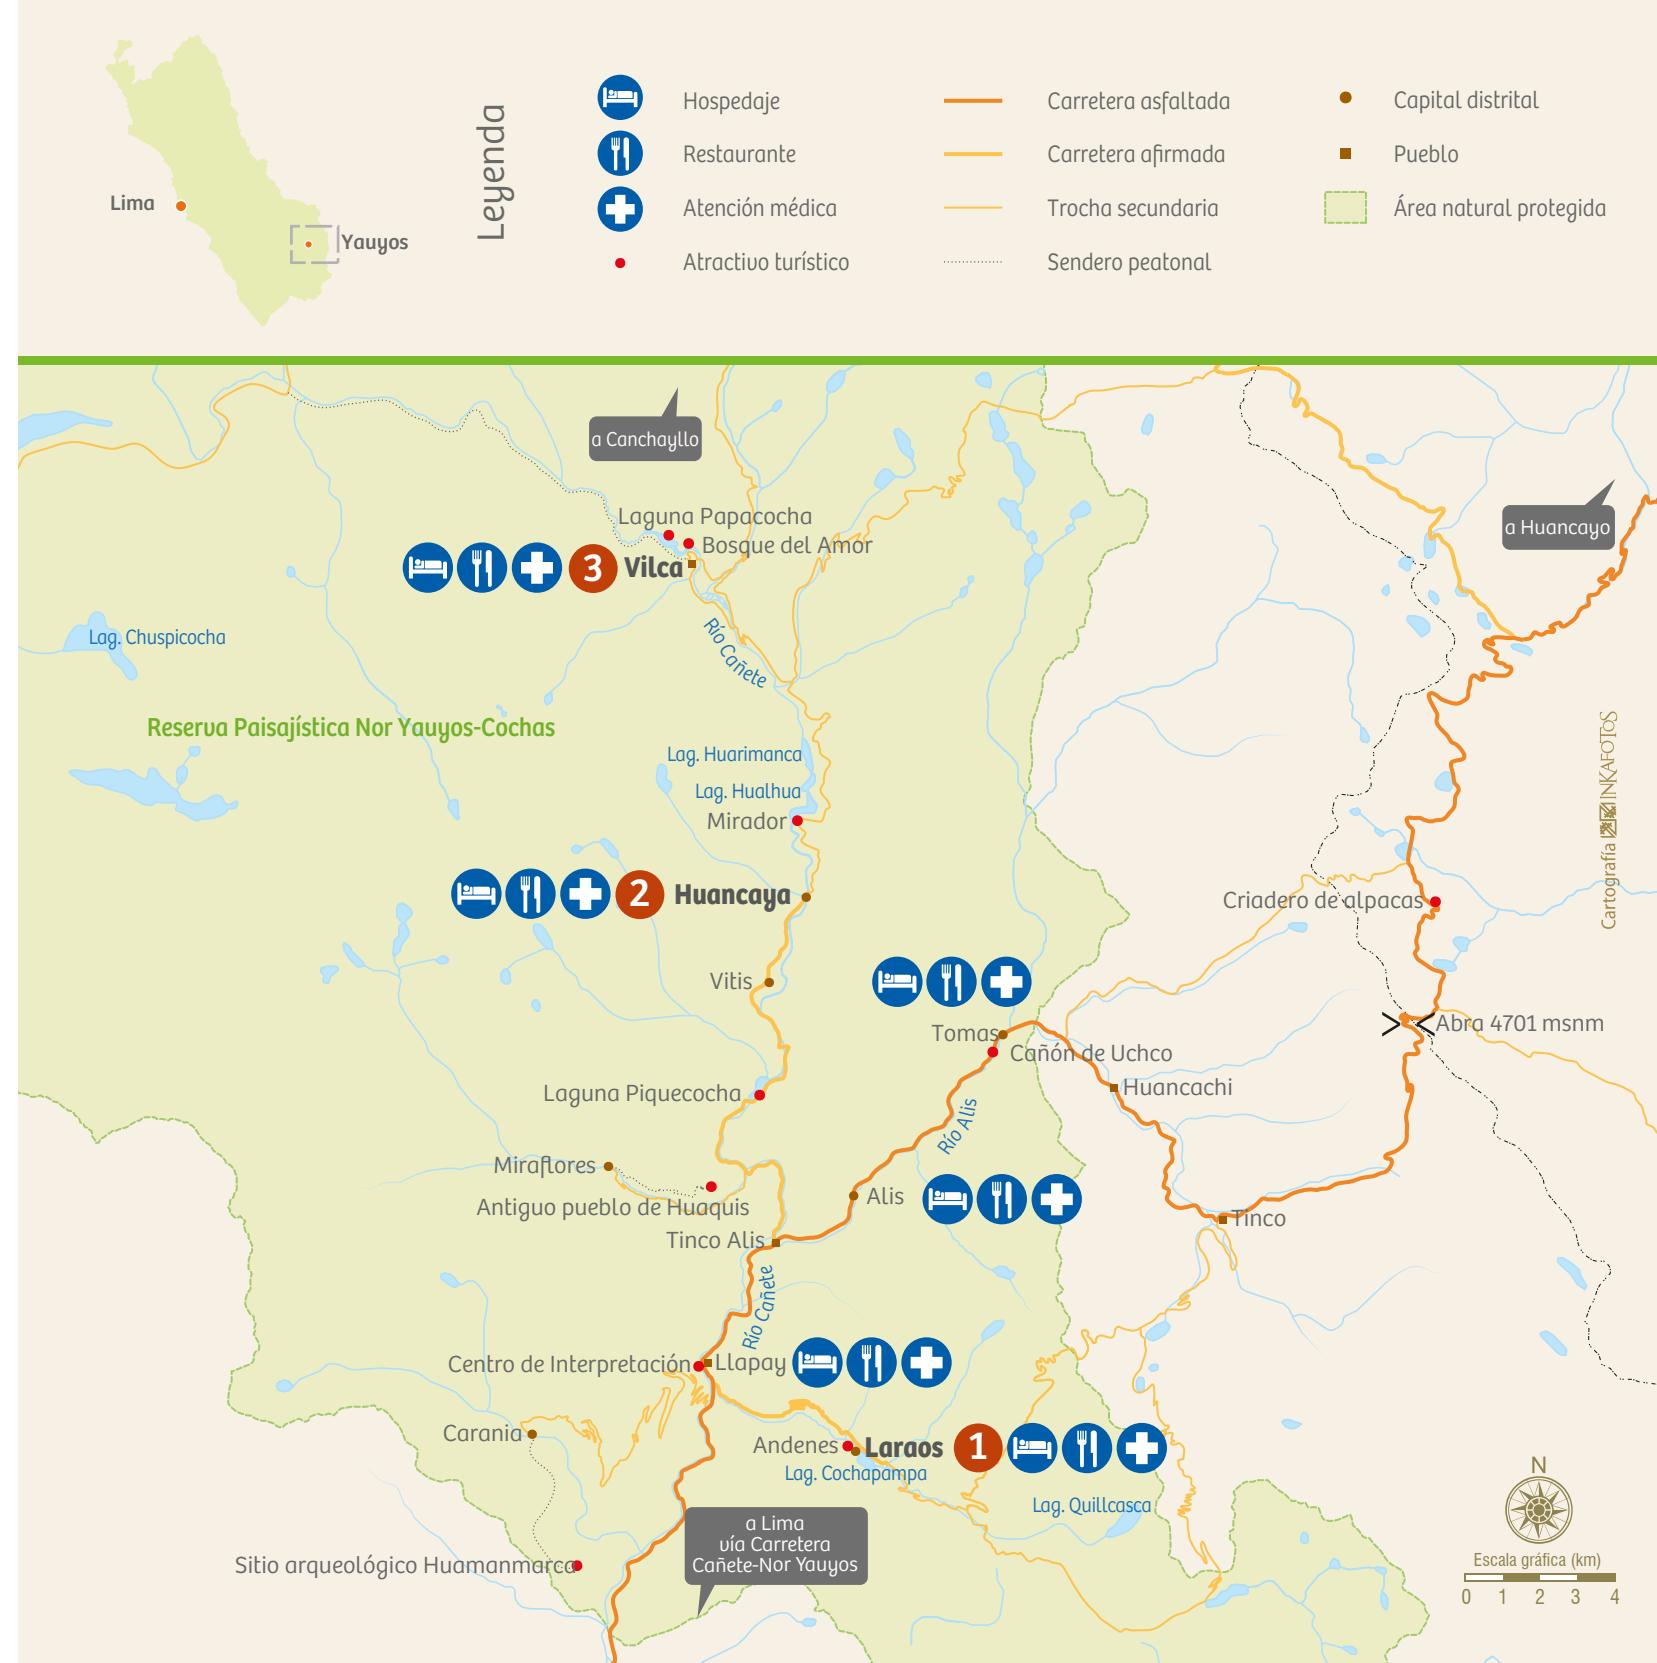 Lima
Yauyos
Leyenda
Hospedaje
Restaurante
Atención médica
Atractivo turístico
Carretera asfaltada
Carretera afirmada
Trocha secundaria
Sendero peatonal
Capital distrital
Pueblo
Área natural protegida
a Canchayllo
a Huancayo
Laguna Papacocha
Bosque del Amor
3
Vilca
Río Cañete
Lag. Chuspicocha
Reserva Paisajística Nor Yauyos-Cochas
Lag. Huarimanca
Lag. Hualhua
Mirador
2
Huancaya
Criadero de alpacas
Cartografía INKAFOTOS
Vitis
Tomas
Cañón de Uchco
Abra 4701 msnm
Huancachi
Laguna Piquecocha
Río Alis
Miraflores
Antiguo pueblo de Huaquis
Alis
Tinco
Tinco Alis
Río Cañete
Centro de Interpretación
Llapay
Carania
Andenes
Laraos
1
Lag. Cochapampa
Lag. Quillcasca
a Lima
vía Carretera
Cañete-Nor Yauyos
Sitio arqueológico Huamanmarca
N
Escala gráfica (km)
0 1 2 3 4